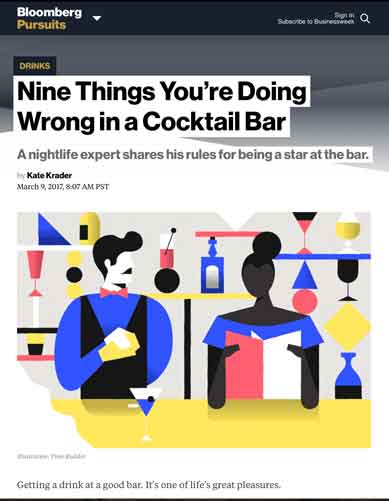 Bloomberg
Pursuits
Sign in
Subscribe to Businessweek
DRINKS
Nine Things You’re Doing
Wrong in a Cocktail Bar
A nightlife expert shares his rules for being a star at the bar.
by Kate Krader
March 9, 2017, 8:07 AM PST
Illustrator:
Getting a drink at a good bar. It’s one of life’s great pleasures.